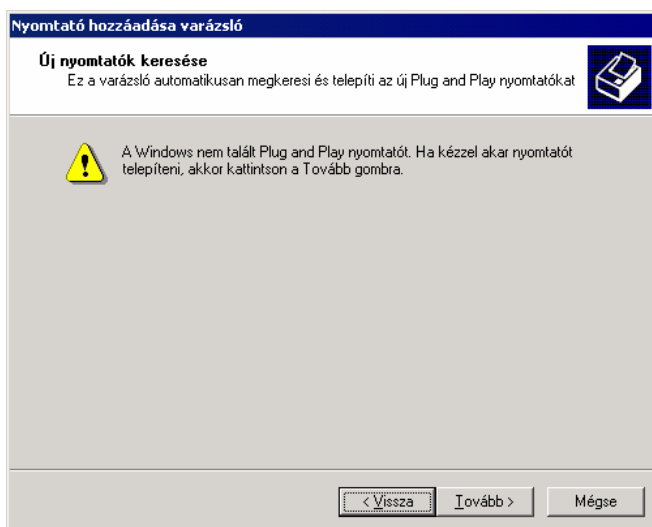 Nyomtató hozzáadása varázsló
Új nyomtatók keresése
Ez a varázsló automatikusan megkeresi és telepíti az új Plug and Play nyomtatókat
A Windows nem talált Plug and Play nyomtatót. Ha kézzel akar nyomtatót
telepíteni, akkor kattintson a Tovább gombra.
< Vissza Tovább > Mégse